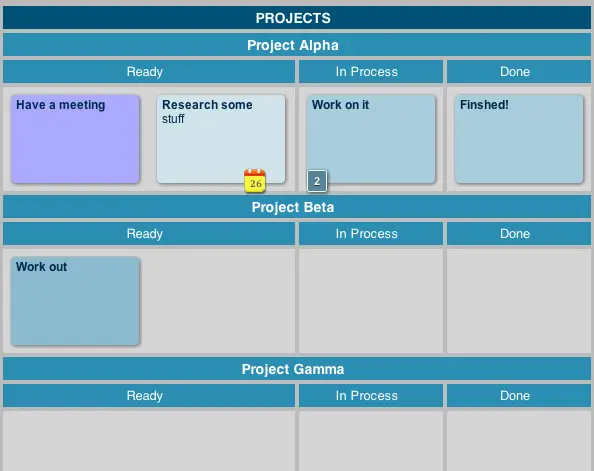 PROJECTS
Project Alpha
Ready In Process Done
Have a meeting
Research some
stuff
Work on it
Finshed!
26
2
Project Beta
Ready In Process Done
Work out
Project Gamma
Ready In Process Done